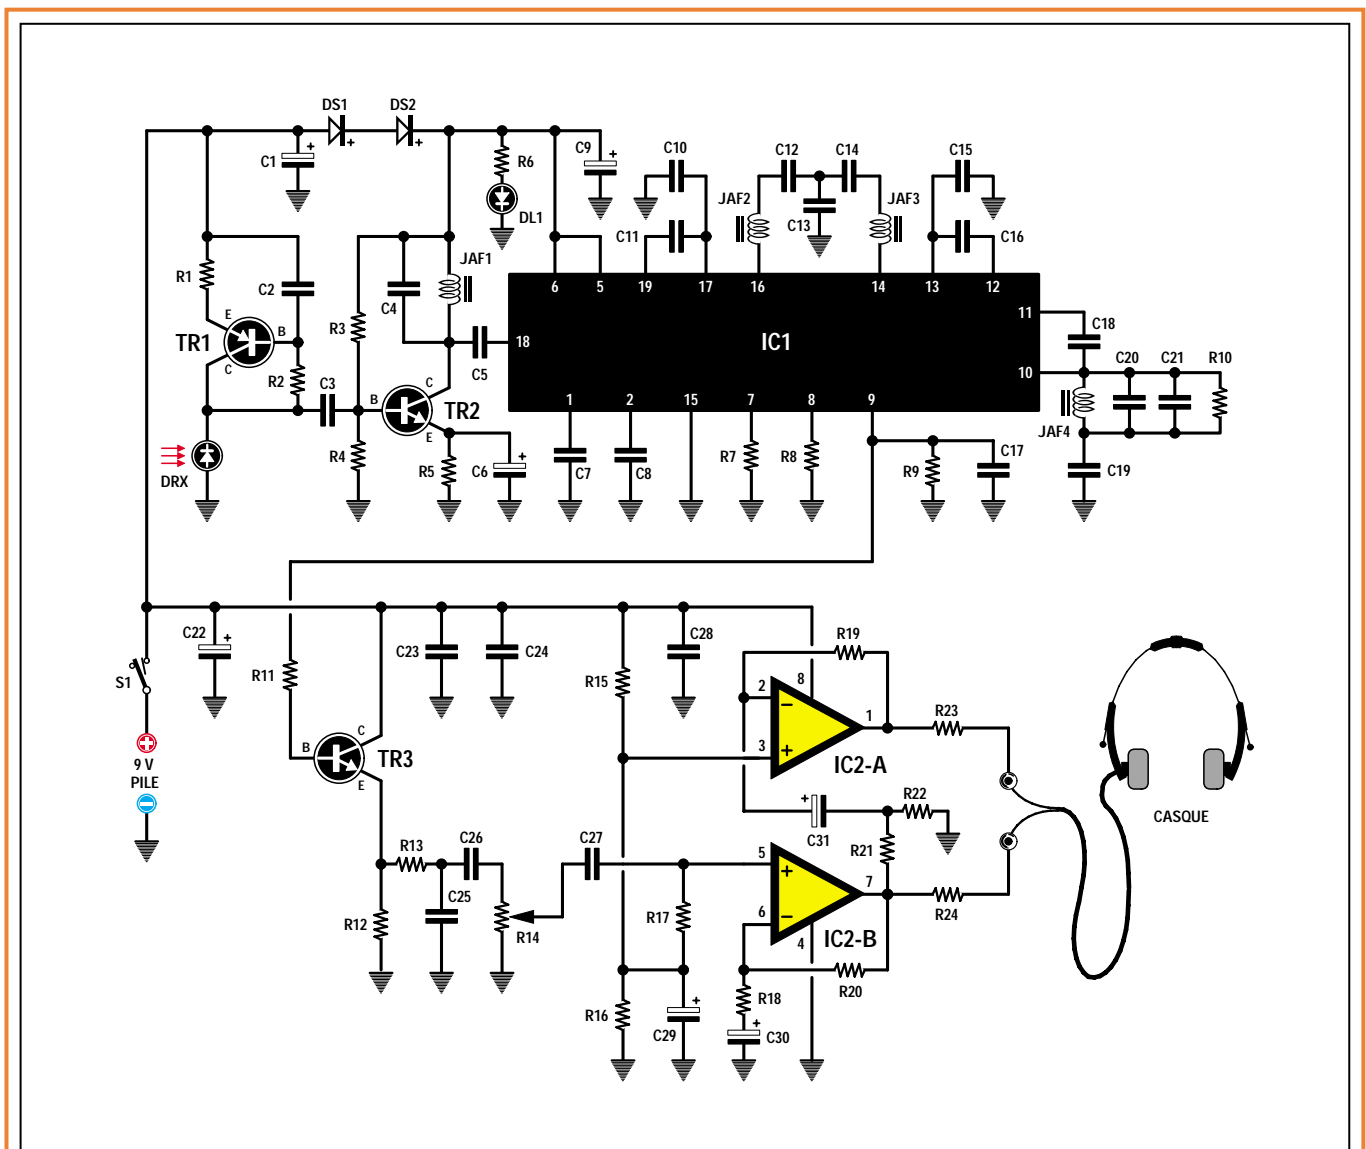 DS1 DS2
+ +
C1 +
R6
C9 +
DL1
C10
C11
C12 C14
JAF2 C13 JAF3
C15
C16
R1
C2
JAF1
C4
R3
E
B
C
TR1
R2
C3
B
C
E
TR2
C5
R4
R5
C6 +
DRX
6 5 19 17 16 14 13 12
18 IC1 11
10
1 2 15 7 8 9
C7 C8 R7 R8 R9 C17
C18
C20 C21 R10
JAF4
C19
C22 +
S1
9 V
PILE
R11
B
C
E
TR3
C23 C24
R15
C28
R19
2
8
−
3
+
1
IC2-A
R23
+
C31
R22
R21
R13 C26
C25
R12
R14
C27
R17
5
+
6
−
7
4
IC2-B
R24
R20
R18
+
C30
R16
C29 +
CASQUE